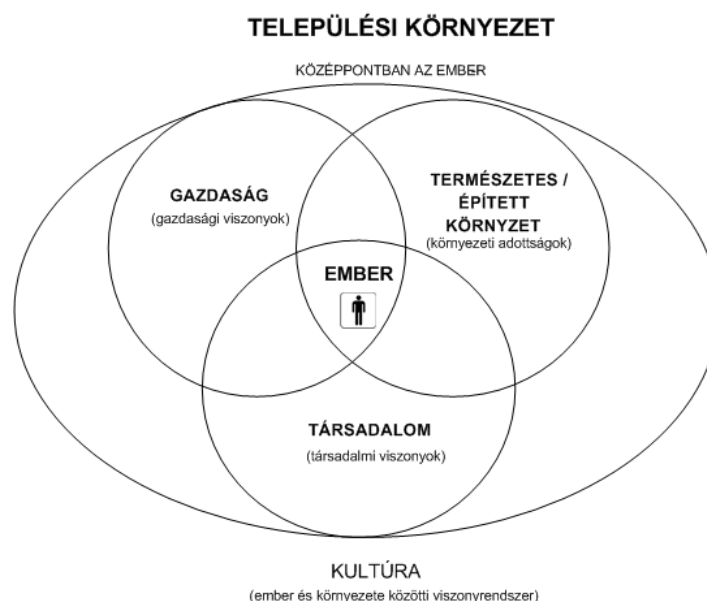 TELEPÜLÉSI KÖRNYEZET
KÖZÉPPONTBAN AZ EMBER
GAZDASÁG
(gazdasági viszonyok)
TERMÉSZETES /
ÉPÍTETT
KÖRNYZET
(környezeti adottságok)
EMBER
TÁRSADALOM
(társadalmi viszonyok)
KULTÚRA
(ember és környezete közötti viszonyrendszer)